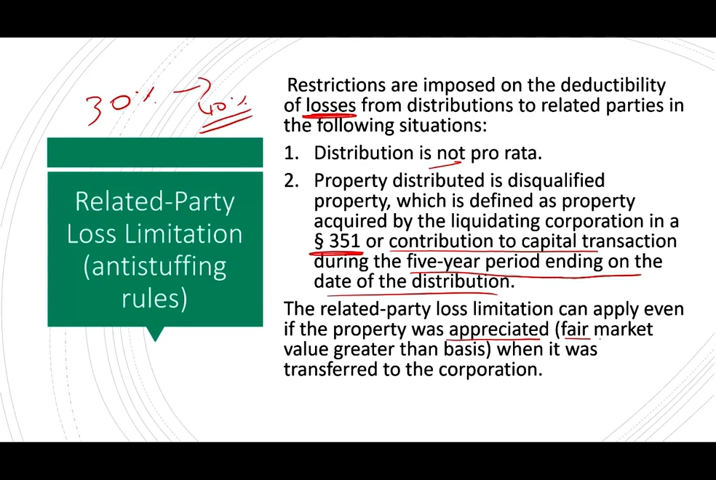 30% → 40%
Related-Party
Loss Limitation
(antistuffing
rules)
Restrictions are imposed on the deductibility
of losses from distributions to related parties in
the following situations:
1. Distribution is not pro rata.
2. Property distributed is disqualified
property, which is defined as property
acquired by the liquidating corporation in a
§ 351 or contribution to capital transaction
during the five-year period ending on the
date of the distribution.
The related-party loss limitation can apply even
if the property was appreciated (fair market
value greater than basis) when it was
transferred to the corporation.